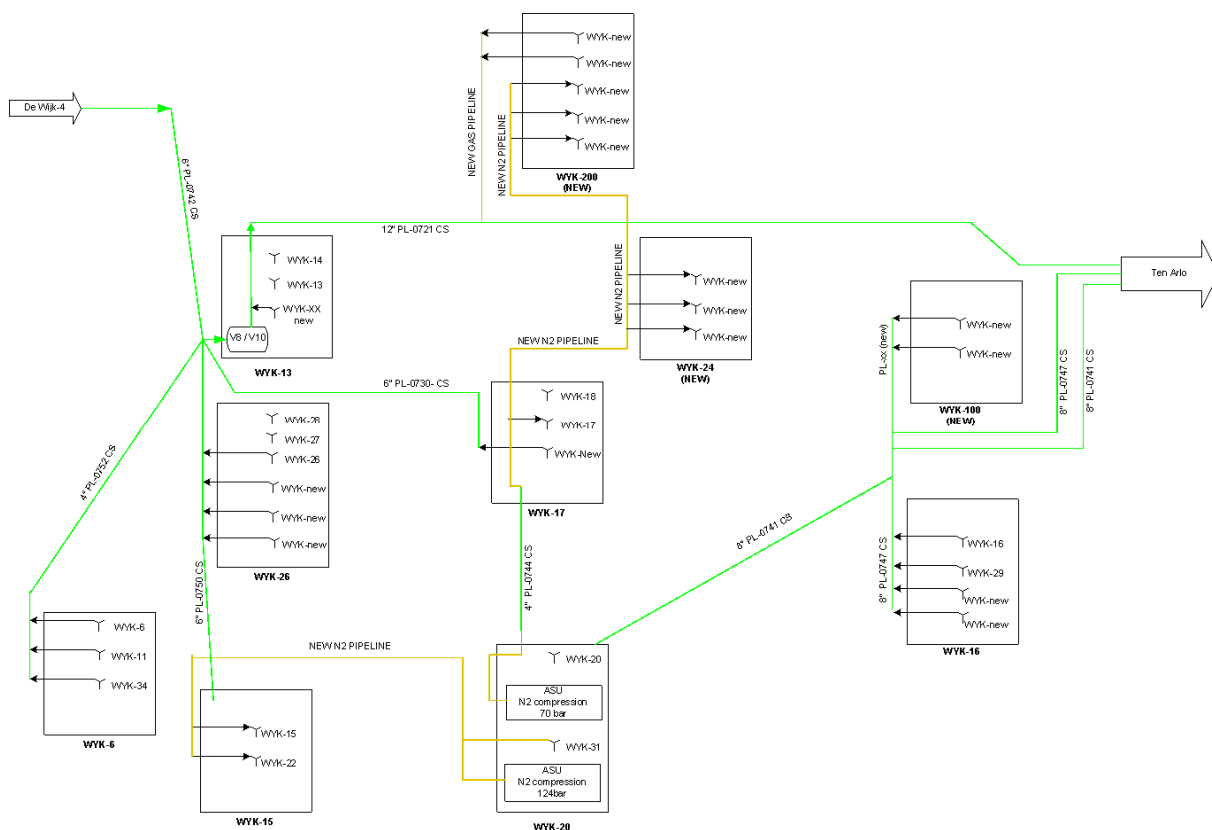 WYK-new
WYK-new
WYK-new
WYK-new
WYK-new
WYK-200
(NEW)
NEW GAS PIPELINE
NEW N2 PIPELINE
De Wijk-4
6" PL-0742 CS
12" PL-0721 CS
WYK-14
WYK-13
WYK-XX
new
V8 / V10
WYK-13
NEW N2 PIPELINE
WYK-new
WYK-new
WYK-new
WYK-24
(NEW)
Ten Arlo
NEW N2 PIPELINE
6" PL-0730- CS
WYK-18
WYK-17
WYK-New
WYK-17
PL-xx (new)
WYK-new
WYK-new
WYK-100
(NEW)
8" PL-0747 CS
8" PL-0741 CS
WYK-28
WYK-27
WYK-26
WYK-new
WYK-new
WYK-new
WYK-26
4" PL-0752 CS
6" PL-0750 CS
4" PL-0744 CS
8" PL-0741 CS
8" PL-0747 CS
WYK-16
WYK-29
WYK-new
WYK-new
WYK-16
WYK-6
WYK-11
WYK-34
WYK-6
NEW N2 PIPELINE
WYK-15
WYK-22
WYK-15
WYK-20
ASU
N2 compression
70 bar
WYK-31
ASU
N2 compression
124bar
WYK-20